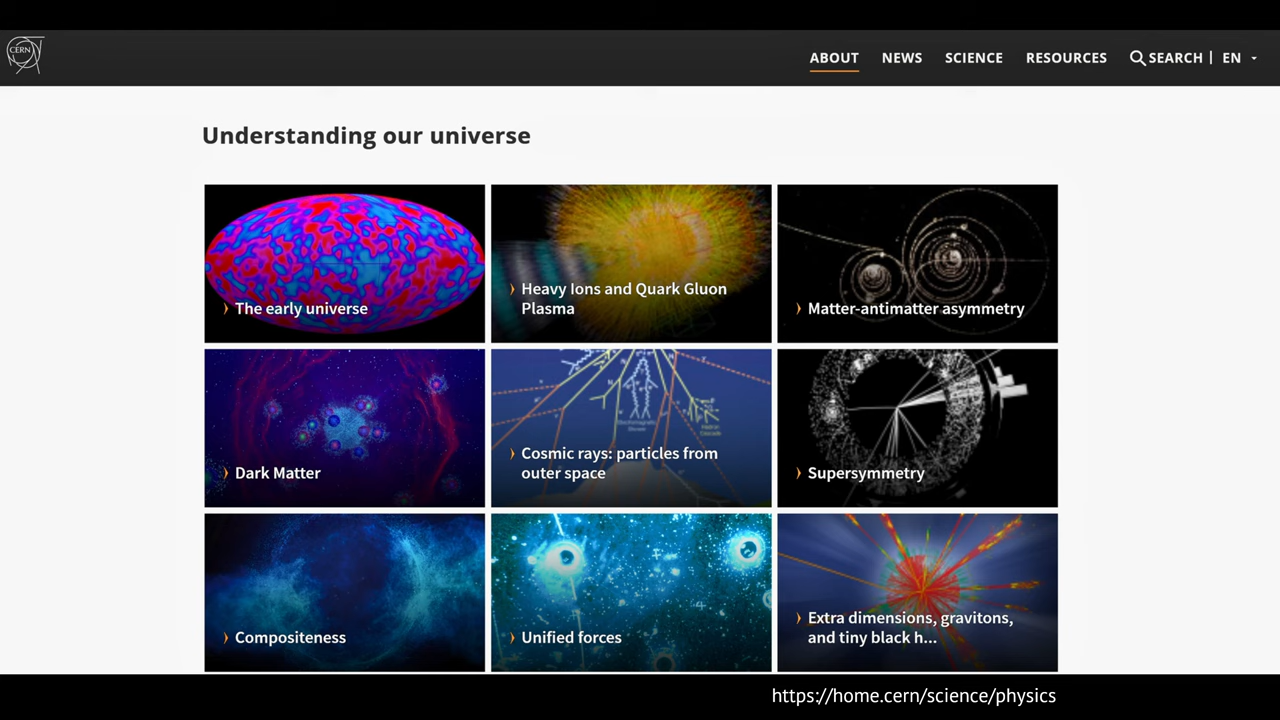 CERN
ABOUT NEWS SCIENCE RESOURCES SEARCH | EN
Understanding our universe
The early universe
Heavy Ions and Quark Gluon
Plasma
Matter-antimatter asymmetry
Dark Matter
Cosmic rays: particles from
outer space
Supersymmetry
Compositeness
Unified forces
Extra dimensions, gravitons,
and tiny black h...
https://home.cern/science/physics